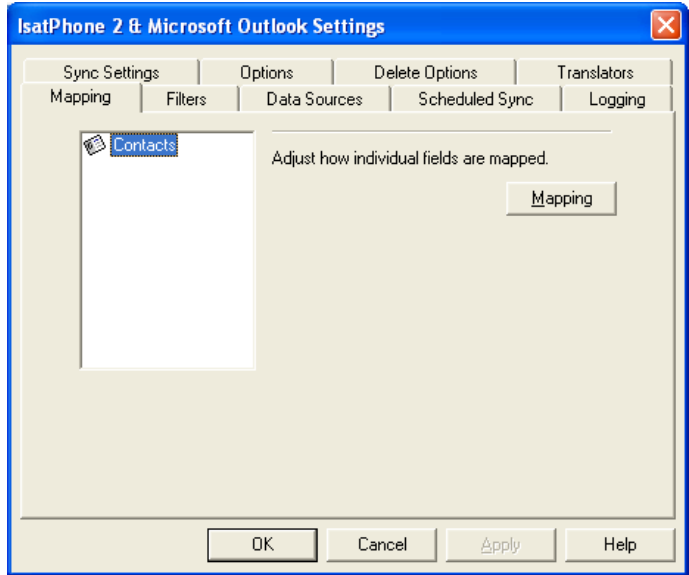 IsatPhone 2 & Microsoft Outlook Settings
Sync Settings Options Delete Options Translators
Mapping Filters Data Sources Scheduled Sync Logging
Contacts
Adjust how individual fields are mapped.
Mapping
OK Cancel Apply Help